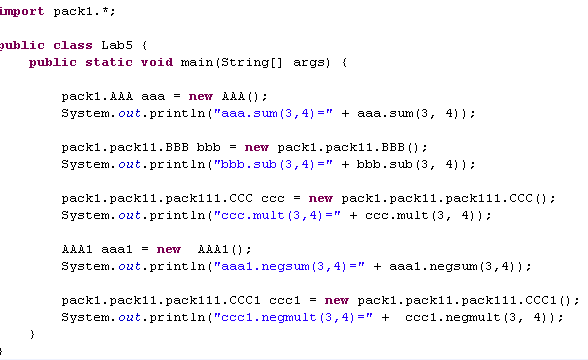 import pack1.*;
public class Lab5 {
public static void main(String[] args) {
pack1.AAA aaa = new AAA();
System.out.println("aaa.sum(3,4)=" + aaa.sum(3, 4));
pack1.pack11.BBB bbb = new pack1.pack11.BBB();
System.out.println("bbb.sub(3,4)=" + bbb.sub(3, 4));
pack1.pack11.pack111.CCC ccc = new pack1.pack11.pack111.CCC();
System.out.println("ccc.mult(3,4)=" + ccc.mult(3, 4));
AAA1 aaa1 = new  AAA1();
System.out.println("aaa1.negsum(3,4)=" + aaa1.negsum(3,4));
pack1.pack11.pack111.CCC1 ccc1 = new pack1.pack11.pack111.CCC1();
System.out.println("ccc1.negmult(3,4)=" +  ccc1.negmult(3, 4));
}
}